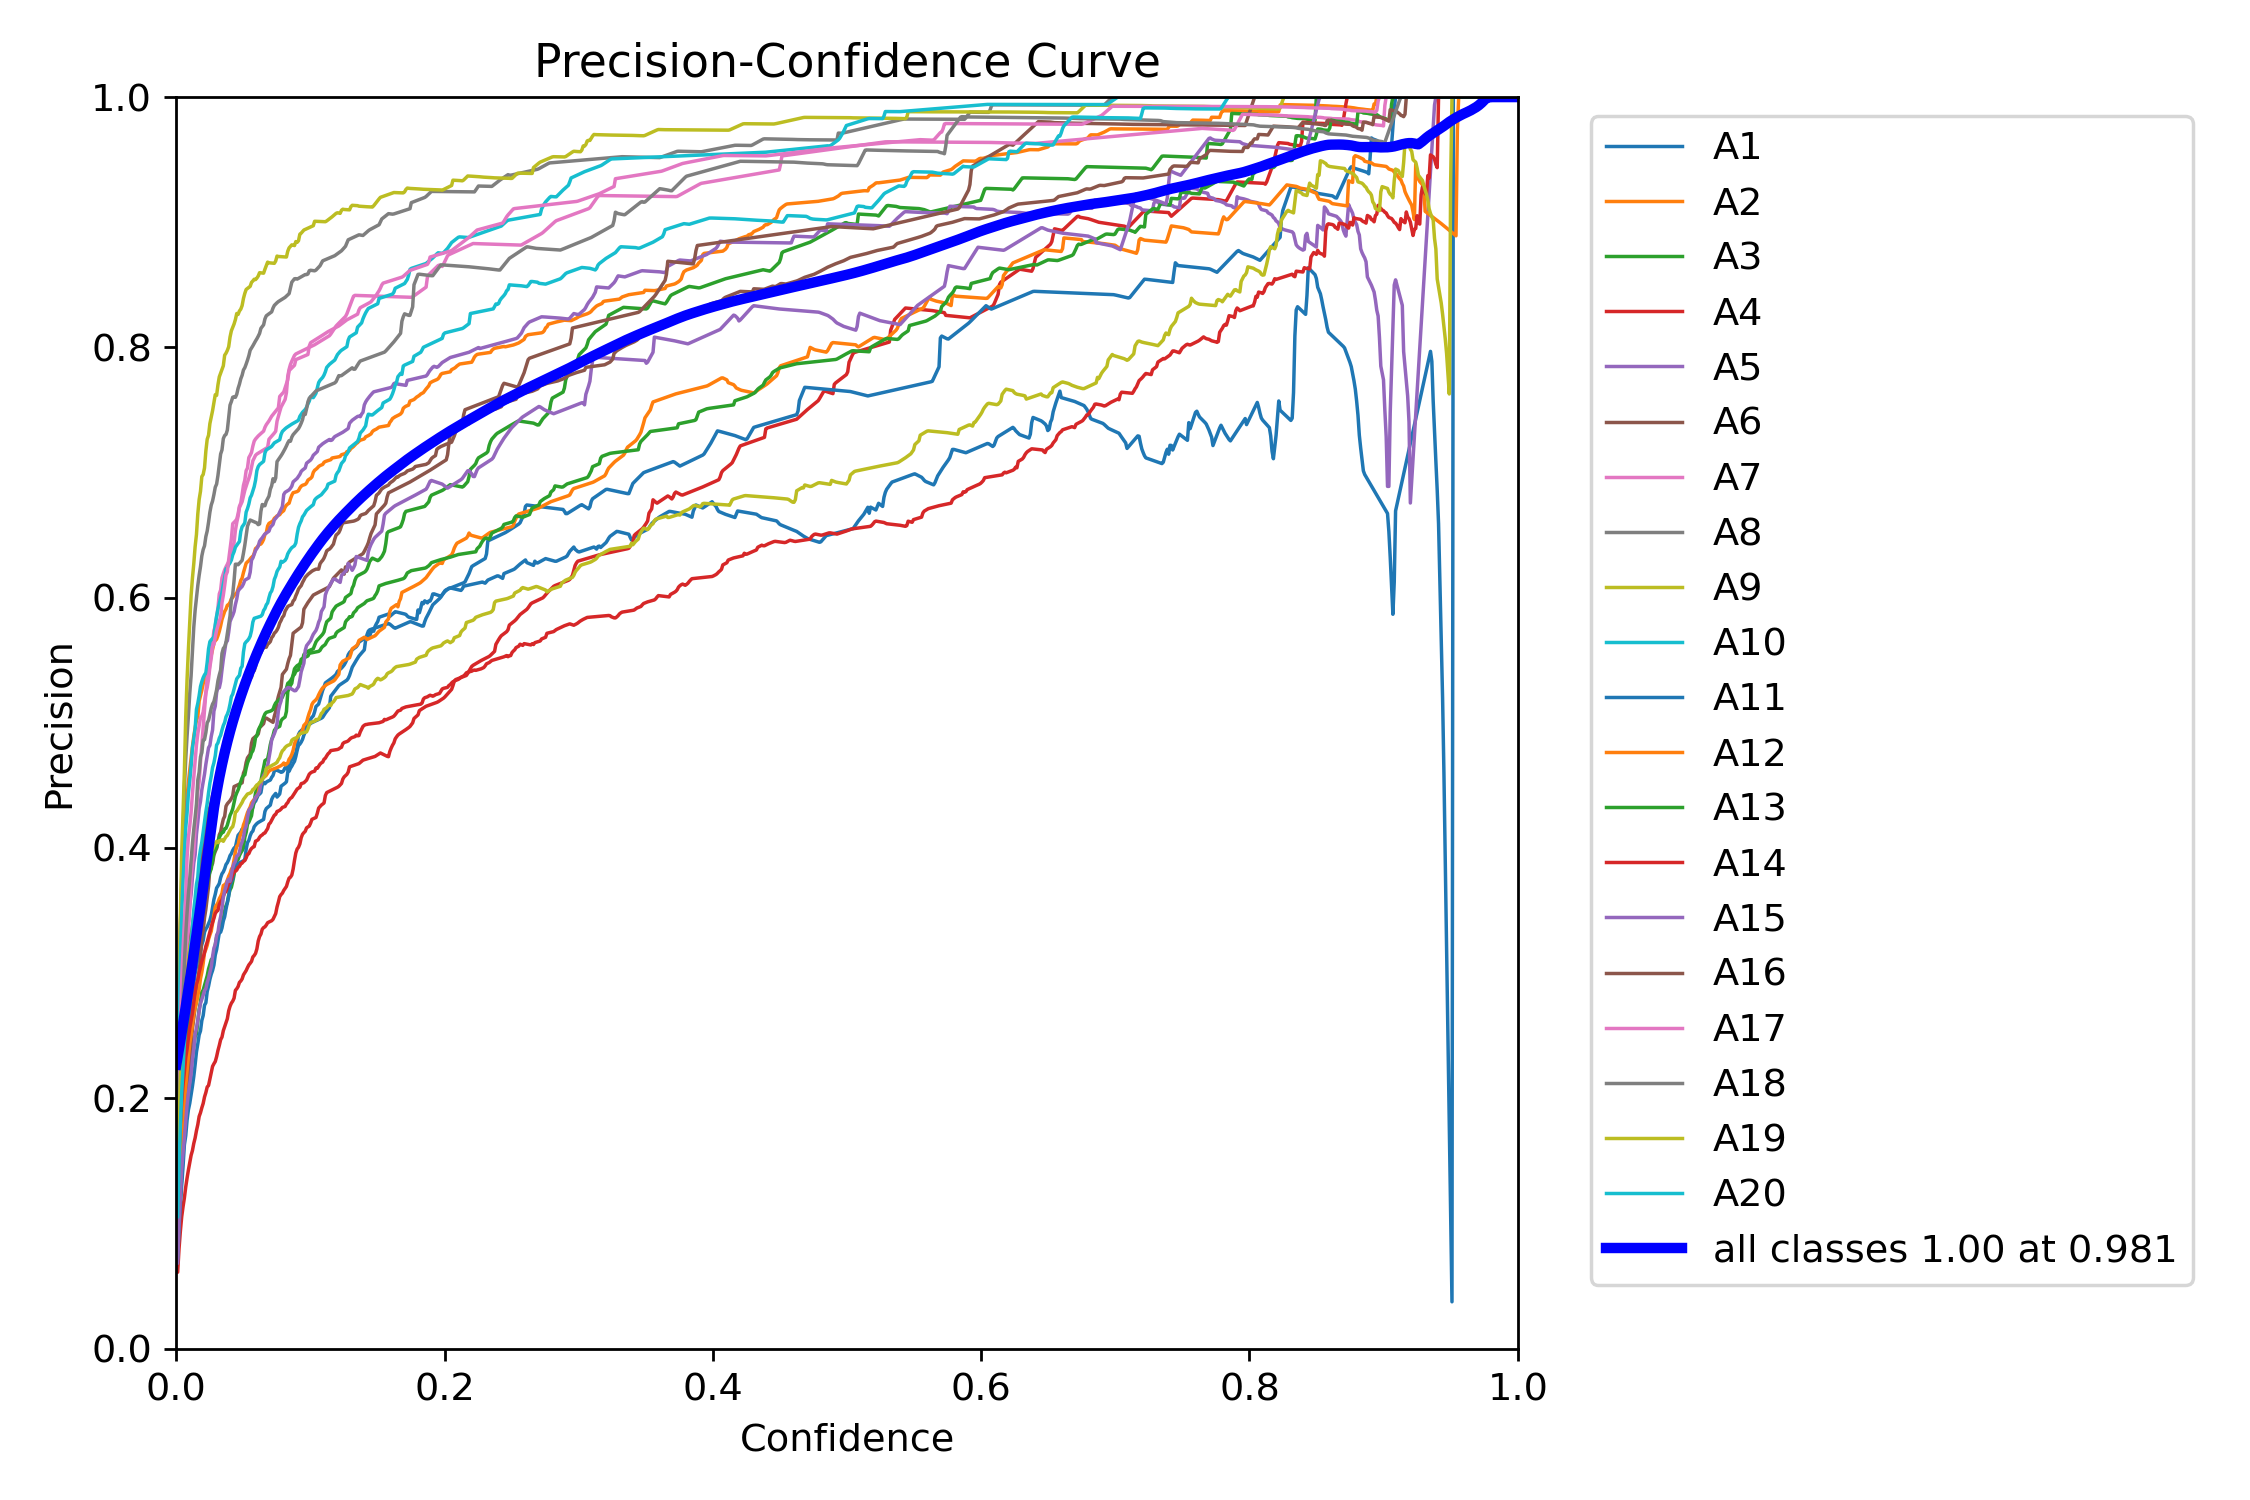 Precision-Confidence Curve
1.0
0.8
0.6
0.4
0.2
0.0
Precision
0.0 0.2 0.4 0.6 0.8 1.0
Confidence
A1
A2
A3
A4
A5
A6
A7
A8
A9
A10
A11
A12
A13
A14
A15
A16
A17
A18
A19
A20
all classes 1.00 at 0.981